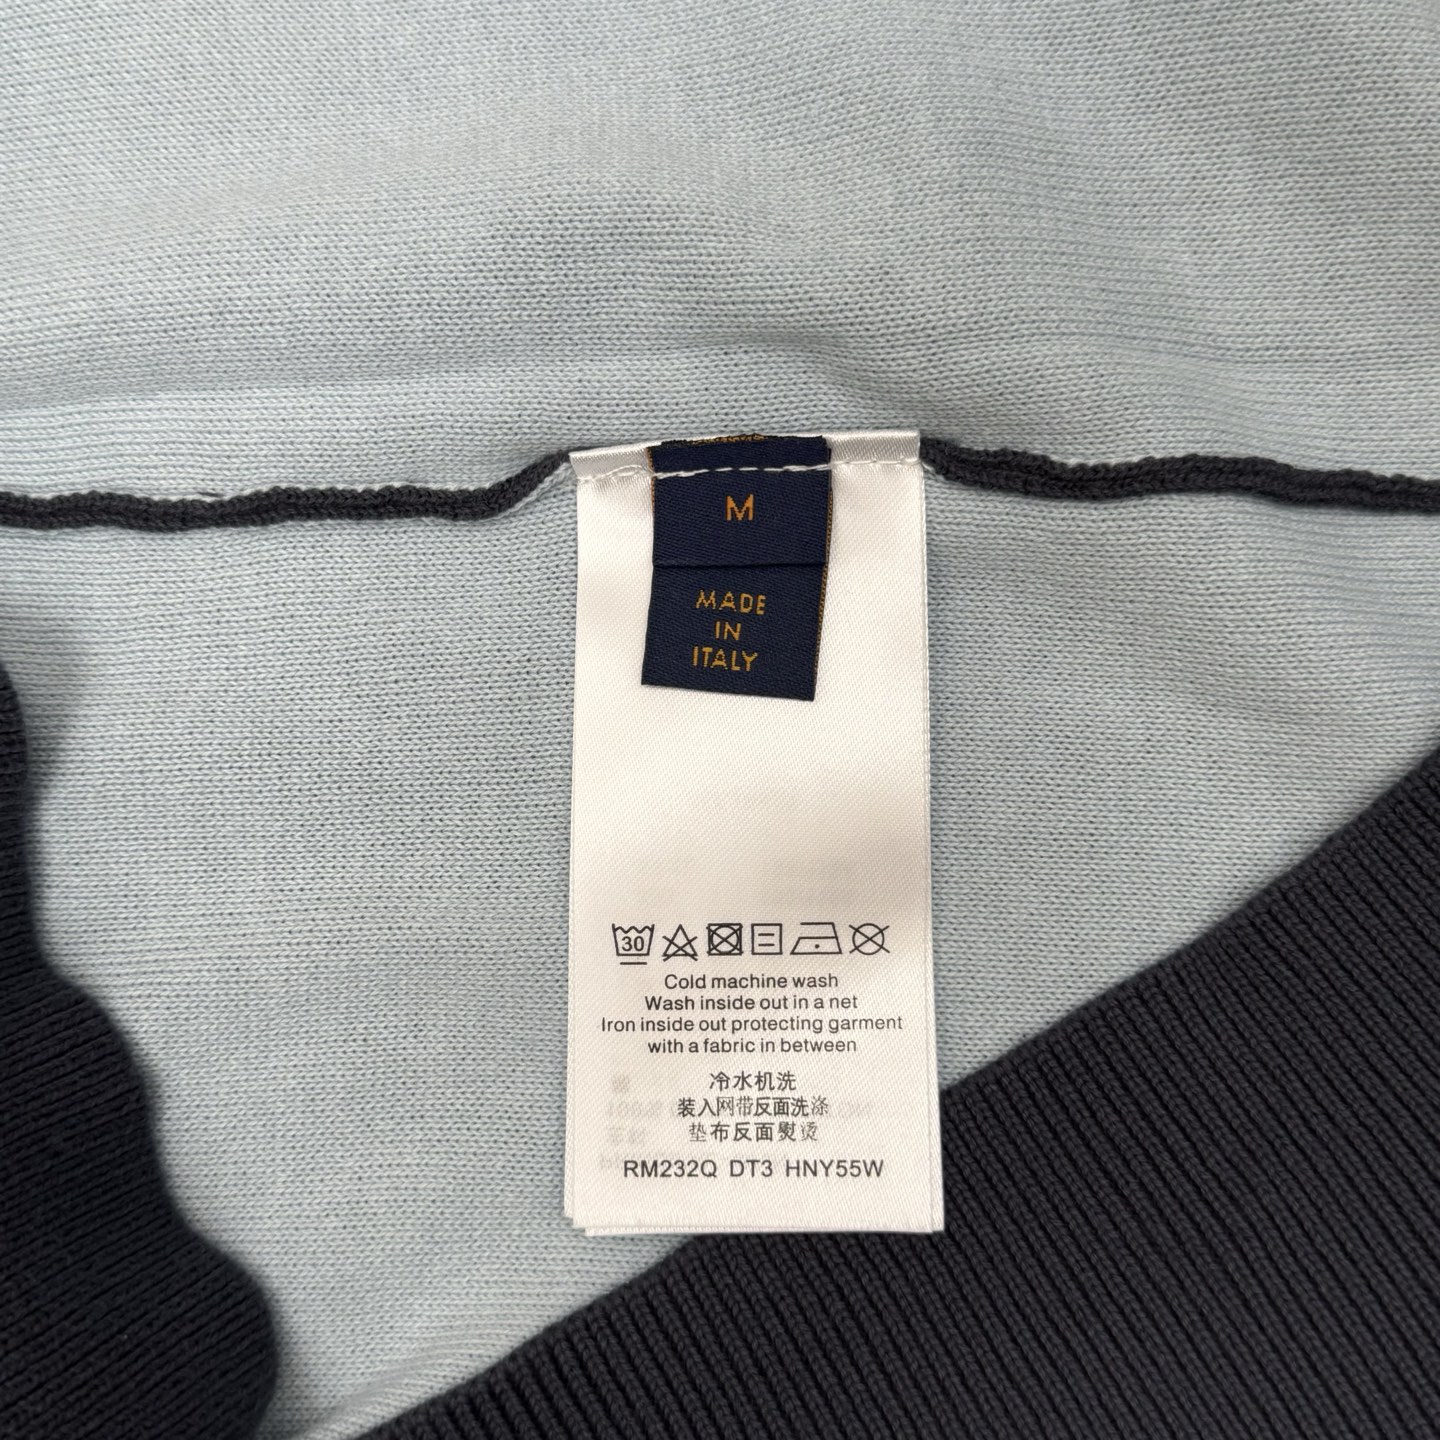 M
MADE
IN
ITALY
30
Cold machine wash
Wash inside out in a net
Iron inside out protecting garment
with a fabric in between
冷水机洗
装入网带反面洗涤
垫布反面熨烫
RM232Q DT3 HNY55W